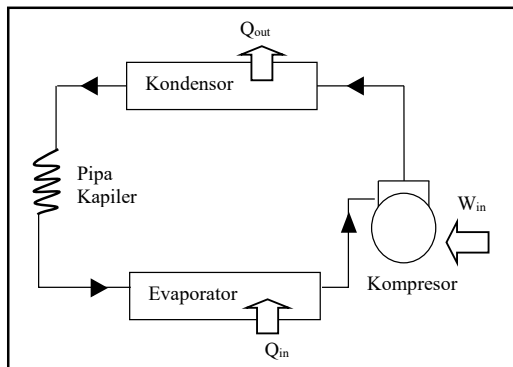 Qout
Kondensor
Pipa
Kapiler
Win
Evaporator
Kompresor
Qin